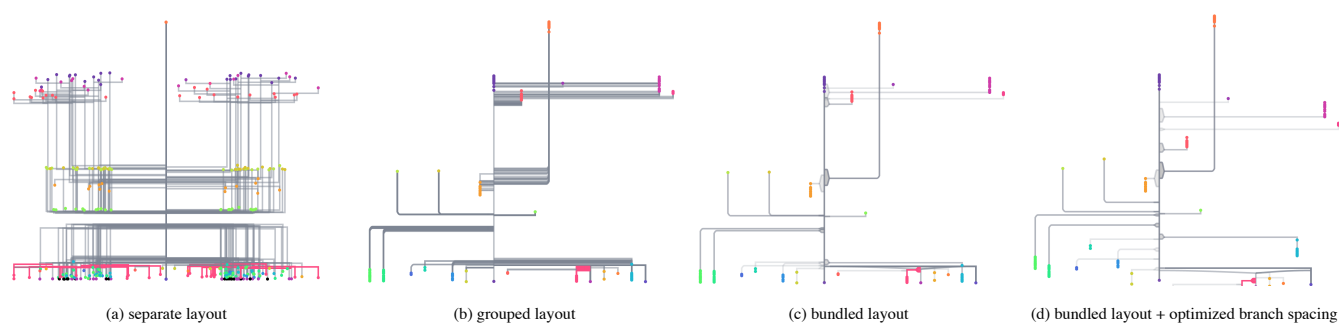 (a) separate layout
(b) grouped layout
(c) bundled layout
(d) bundled layout + optimized branch spacing